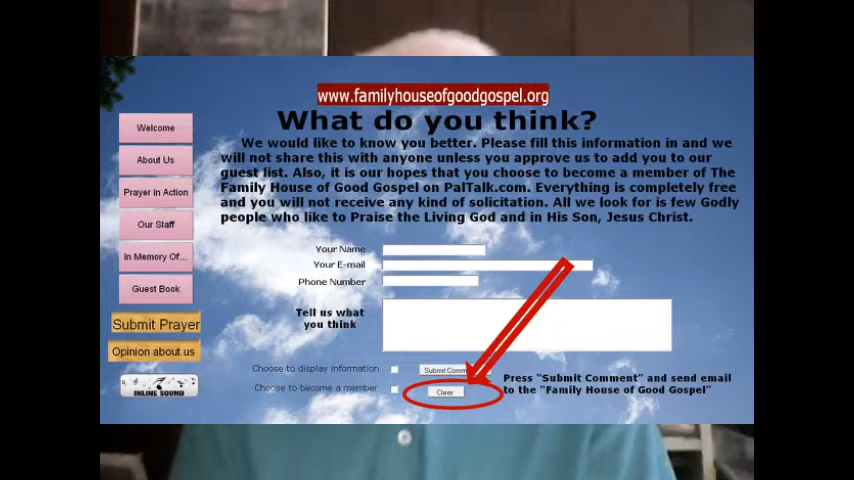 www.familyhouseofgoodgospel.org
What do you think?
We would like to know you better. Please fill this information in and we
will not share this with anyone unless you approve us to add you to our
guest list. Also, it is our hopes that you choose to become a member of The
Family House of Good Gospel on PalTalk.com. Everything is completely free
and you will not receive any kind of solicitation. All we look for is few Godly
people who like to Praise the Living God and in His Son, Jesus Christ.
Welcome
About Us
Prayer in Action
Our Staff
In Memory Of...
Guest Book
Submit Prayer
Opinion about us
INLINE SOUND
Your Name
Your E-mail
Phone Number
Tell us what
you think
Choose to display information
Submit
Choose to become a member
Clear
Press “Submit Comment” and send email
to the “Family House of Good Gospel”